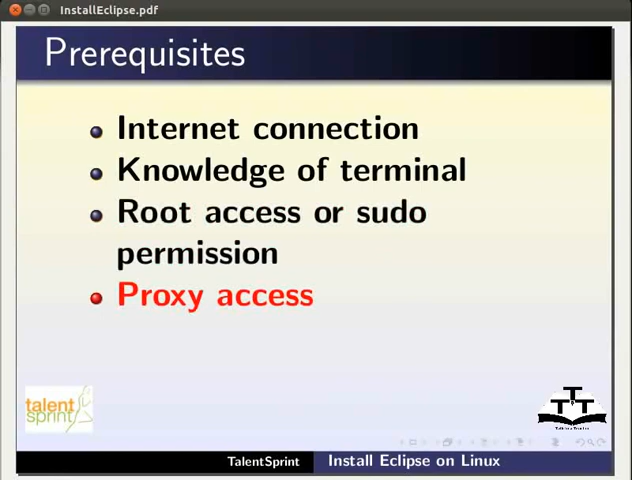 InstallEclipse.pdf
Prerequisites
Internet connection
Knowledge of terminal
Root access or sudo
permission
Proxy access
talent
sprint
TalentSprint
Install Eclipse on Linux